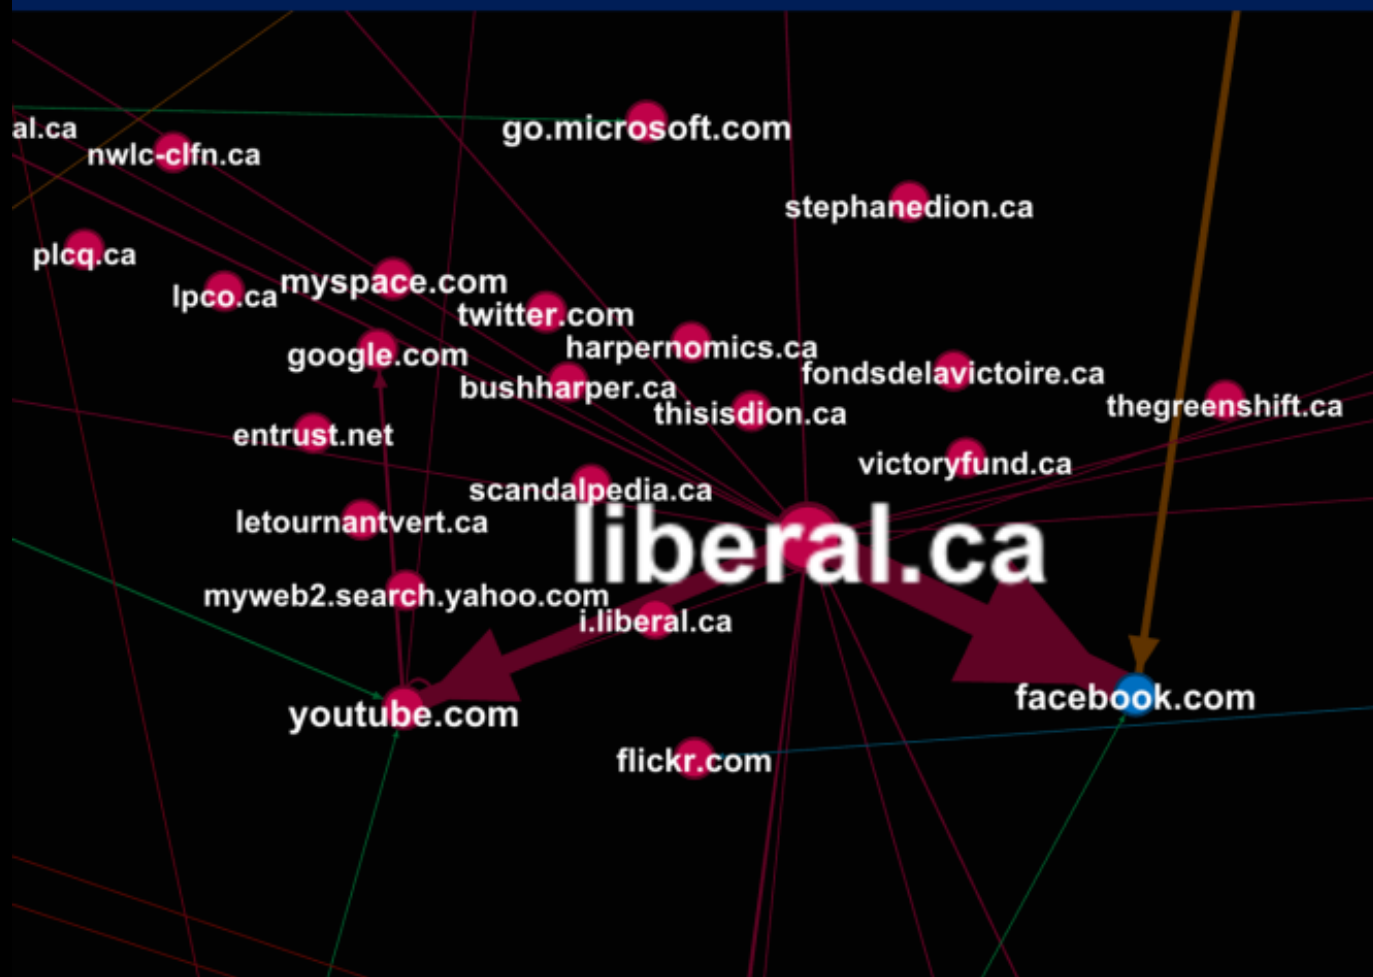 al.ca
go.microsoft.com
nwlc-clfn.ca
stephanedion.ca
plcq.ca
myspace.com
lpco.ca
twitter.com
harpernomics.ca
google.com
fondsdelavictoire.ca
bushharper.ca
thegreenshift.ca
thisisdion.ca
entrust.net
victoryfund.ca
scandalpedia.ca
letournantvert.ca
liberal.ca
myweb2.search.yahoo.com
i.liberal.ca
facebook.com
youtube.com
flickr.com